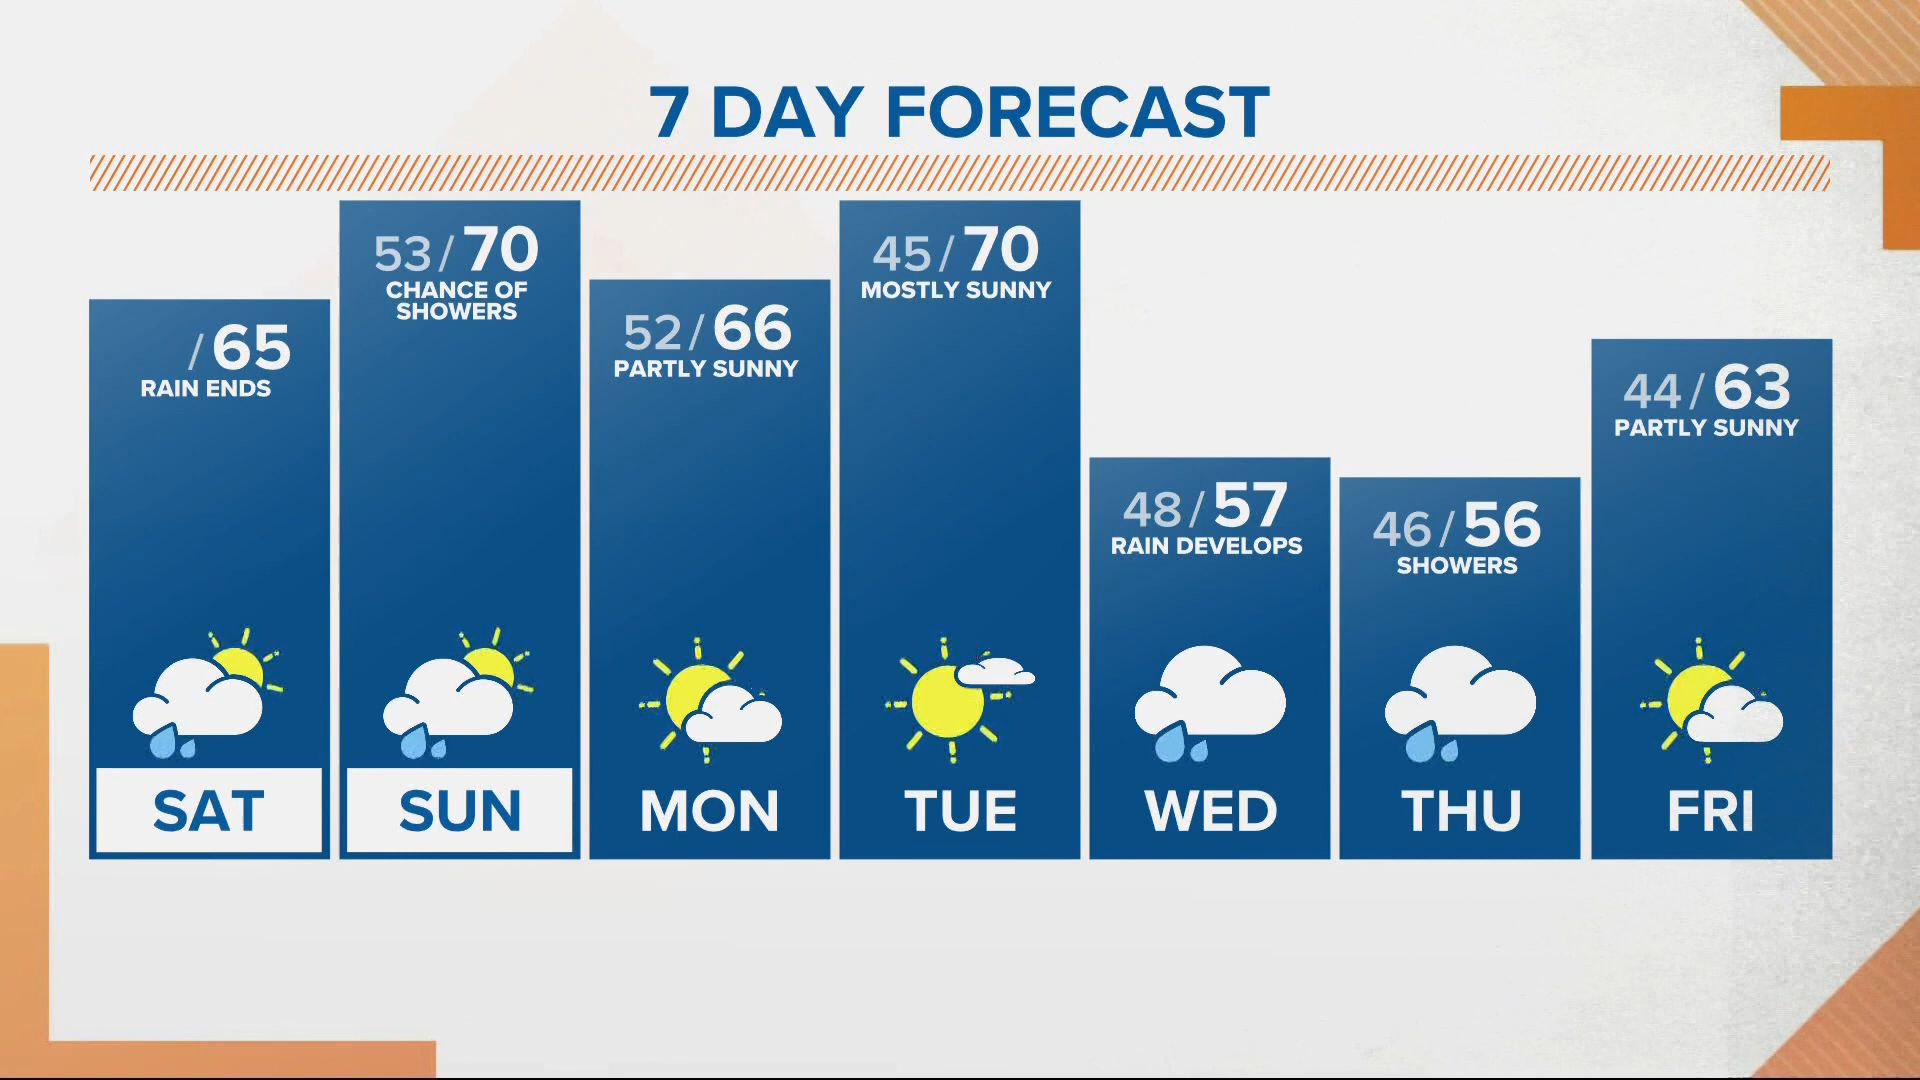 7 DAY FORECAST
/65
RAIN ENDS
SAT
53/70
CHANCE OF
SHOWERS
SUN
52/66
PARTLY SUNNY
MON
45/70
MOSTLY SUNNY
TUE
48/57
RAIN DEVELOPS
WED
46/56
SHOWERS
THU
44/63
PARTLY SUNNY
FRI